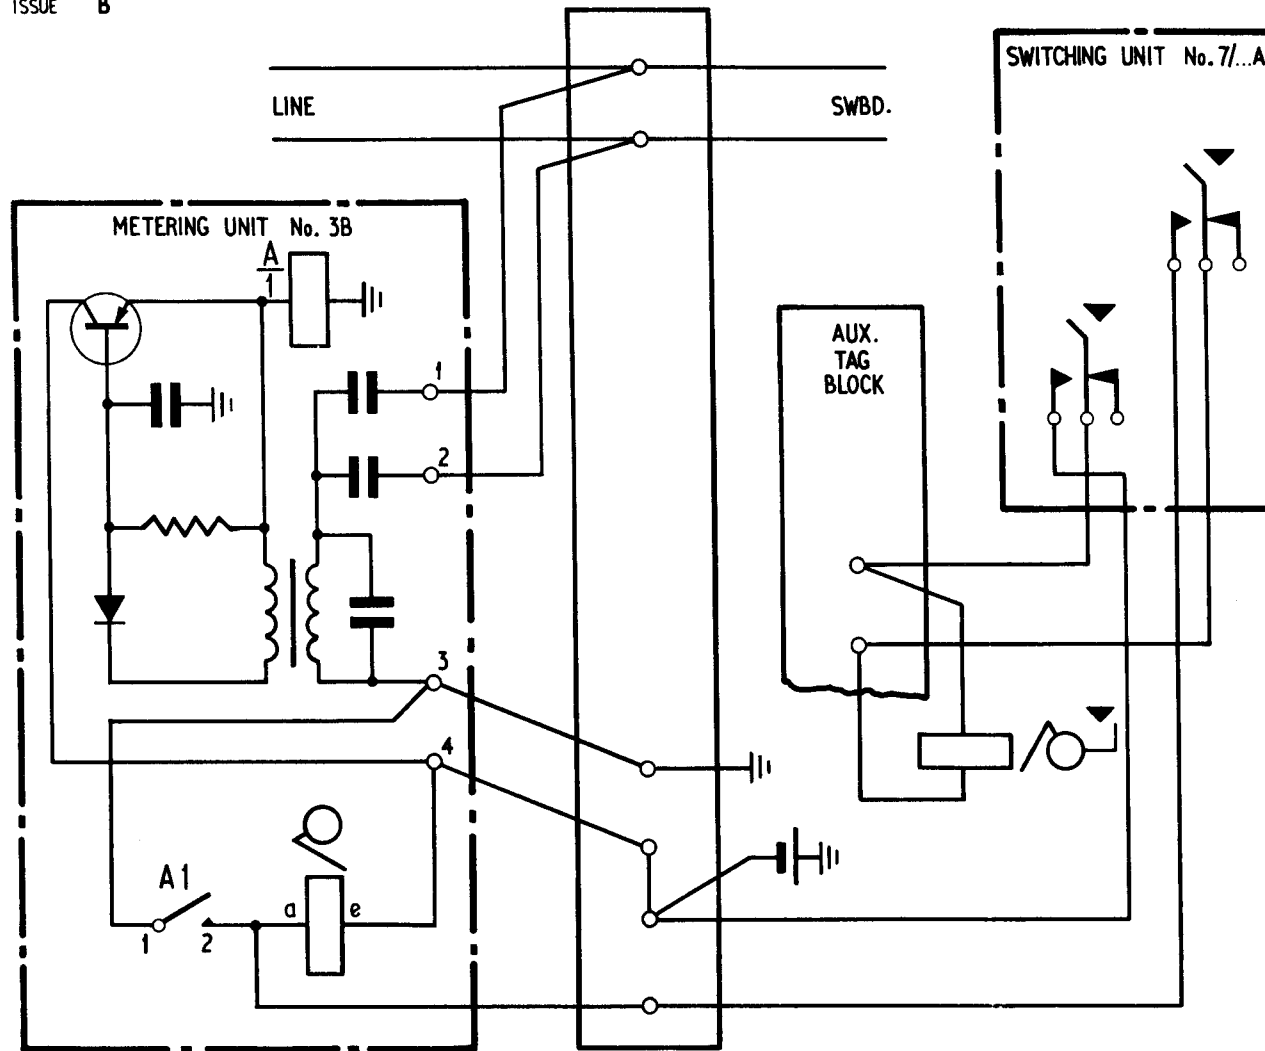 ISSUE B
SWITCHING UNIT No. 7/...A
LINE
SWBD.
METERING UNIT No. 3B
A
1
1
2
AUX.
TAG
BLOCK
3
4
A1
a
e
1
2